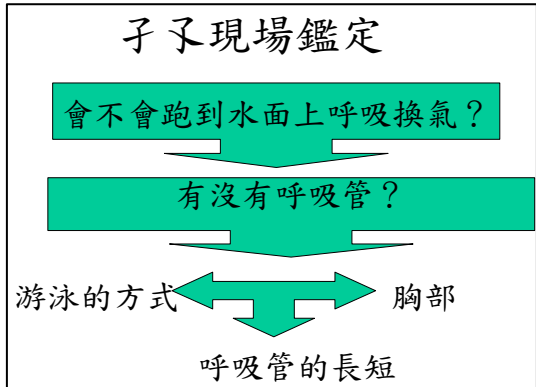 孑孓現場鑑定
會不會跑到水面上呼吸換氣？
有沒有呼吸管？
游泳的方式
胸部
呼吸管的長短